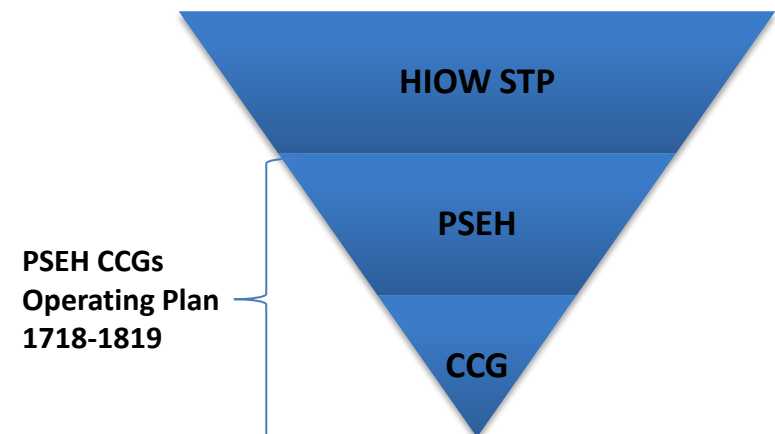 HIOW STP
PSEH
PSEH CCGs
Operating Plan
1718-1819
CCG